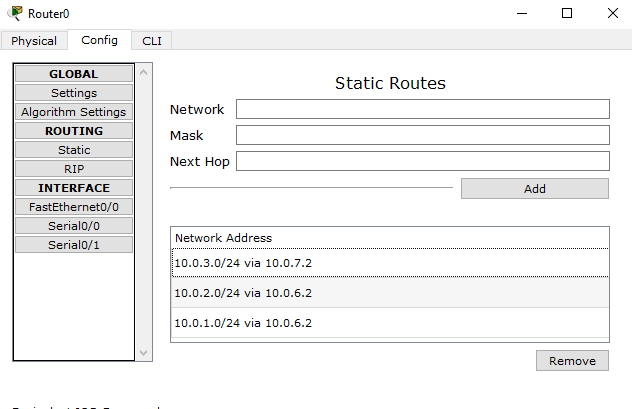 Router0
Physical Config CLI
GLOBAL
Settings
Algorithm Settings
ROUTING
Static
RIP
INTERFACE
FastEthernet0/0
Serial0/0
Serial0/1
Static Routes
Network
Mask
Next Hop
Add
Network Address
10.0.3.0/24 via 10.0.7.2
10.0.2.0/24 via 10.0.6.2
10.0.1.0/24 via 10.0.6.2
Remove